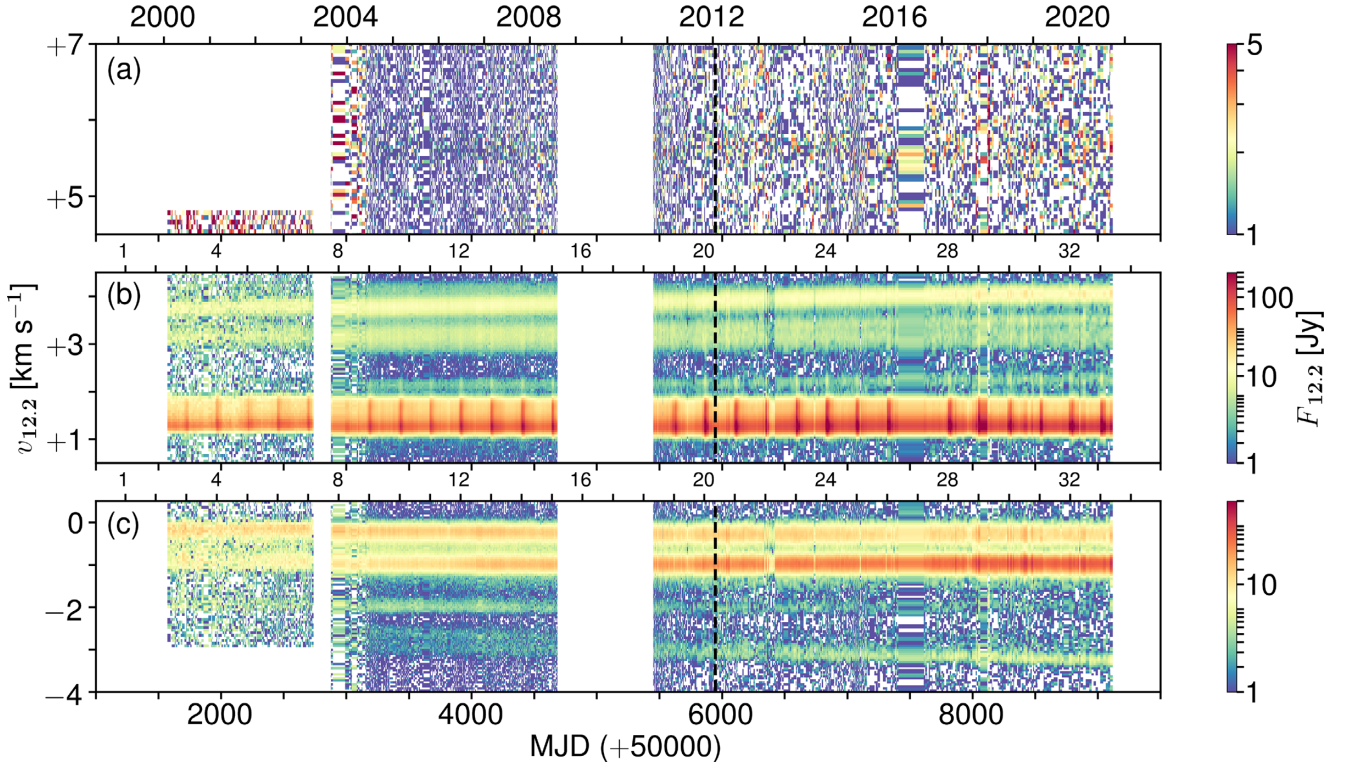 2000 2004 2008 2012 2016 2020
+7 (a) 5
+5
1
1 4 8 12 16 20 24 28 32
(b) 100
+3 10
+1
1
v12.2 [km s−1]
F12.2 [Jy]
1 4 8 12 16 20 24 28 32
0 (c)
10
−2
−4 1
2000 4000 6000 8000
MJD (+50000)